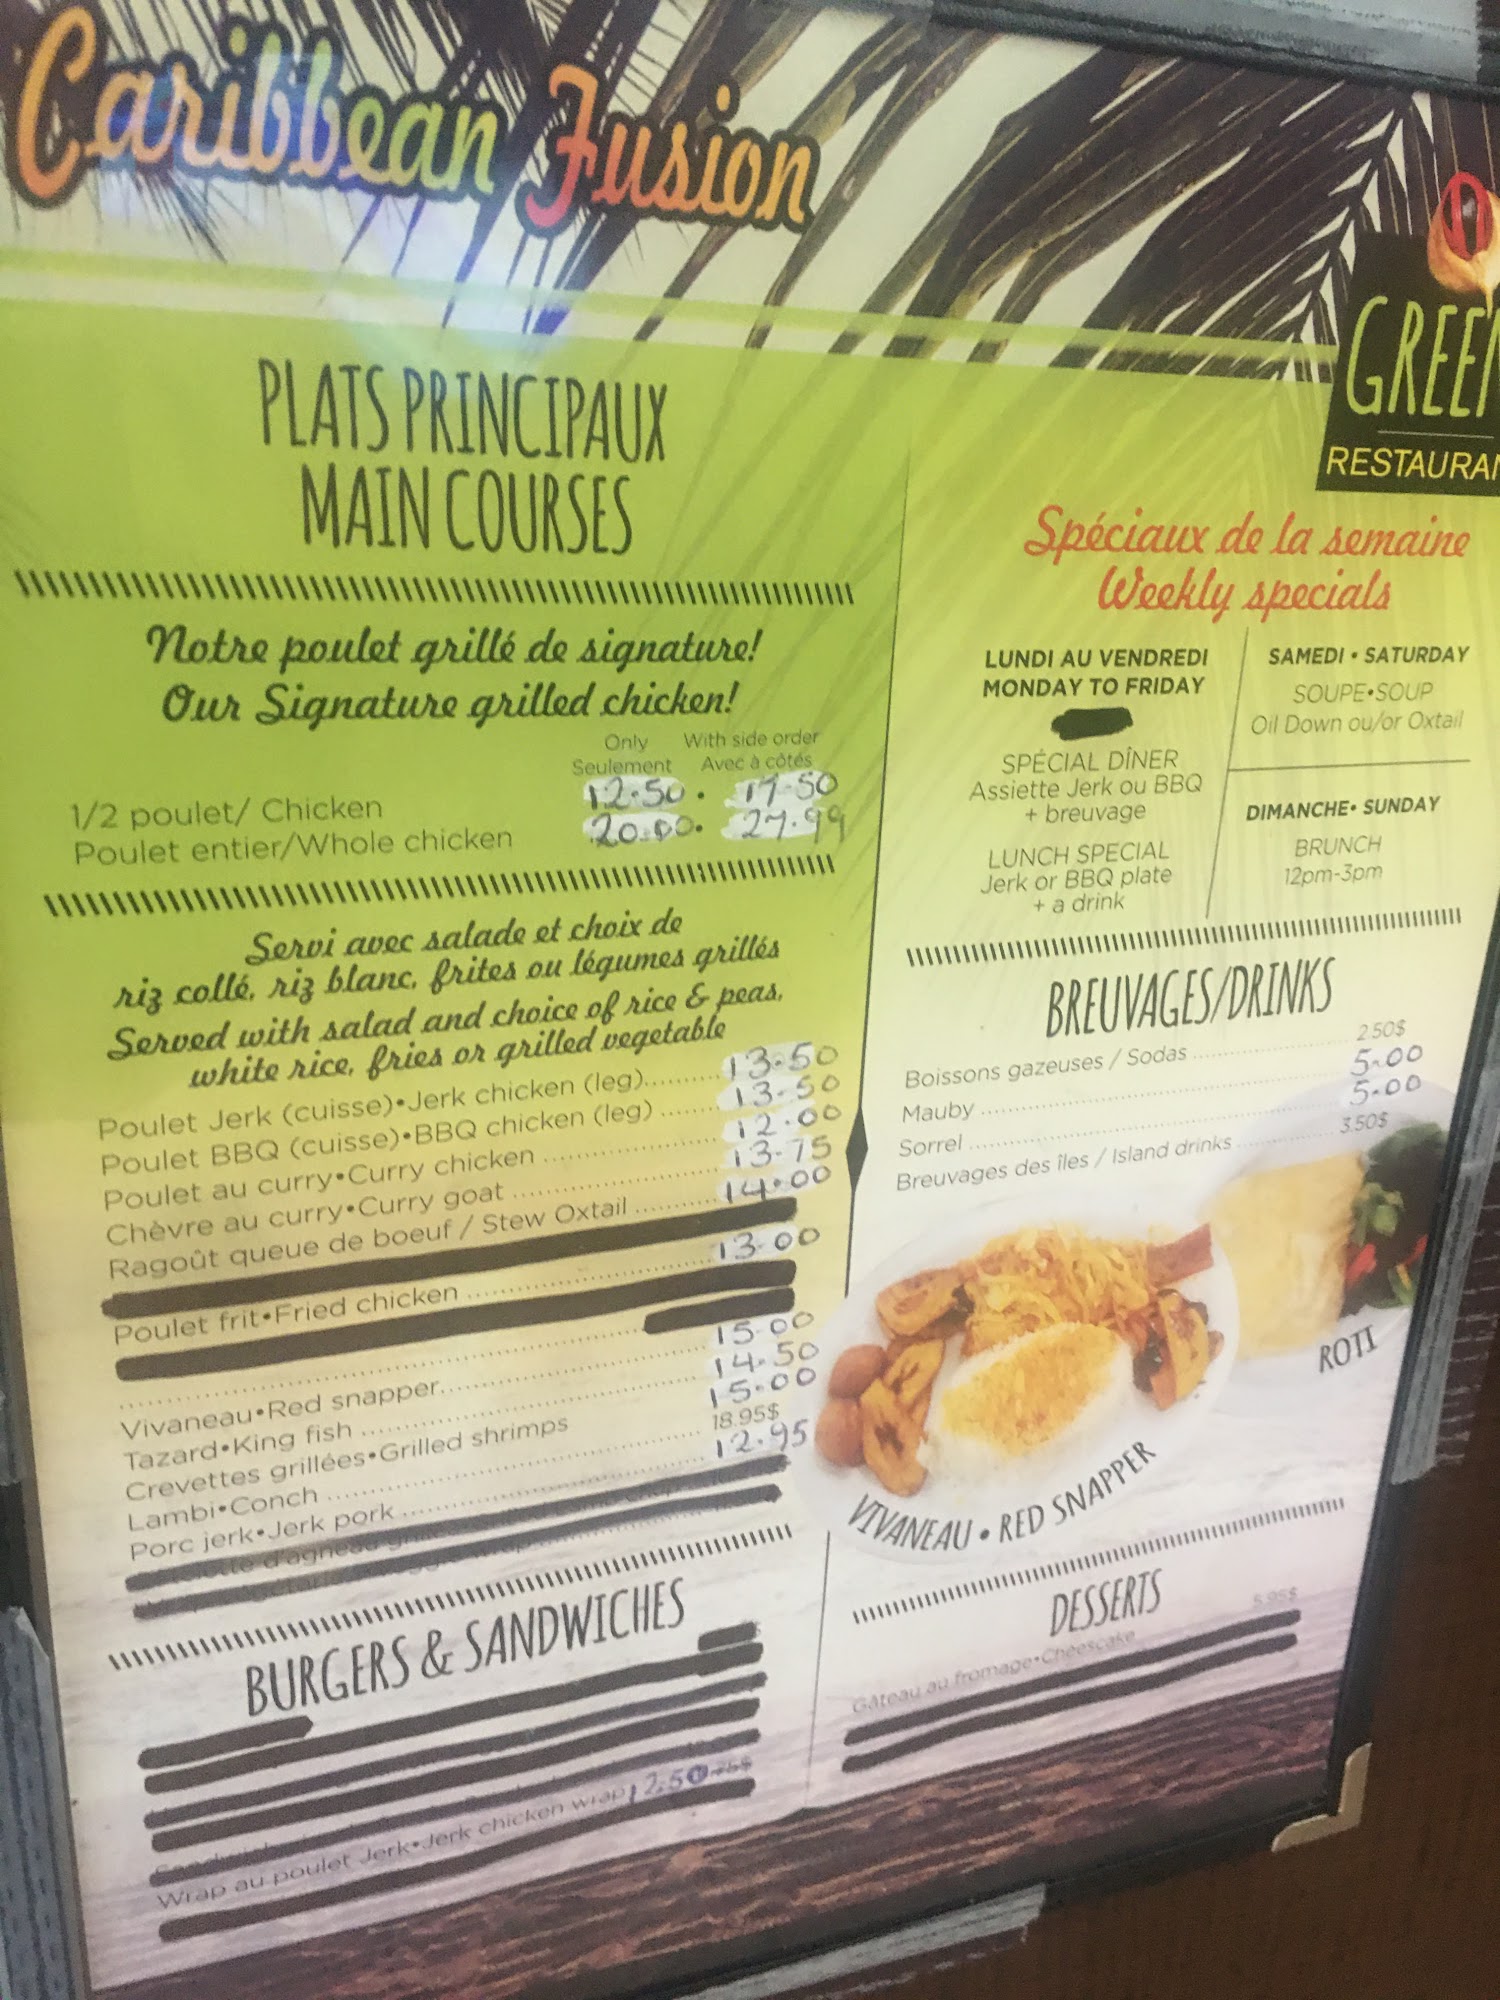 Caribbean Fusion
GREEN
RESTAURAN
PLATS PRINCIPAUX
MAIN COURSES
Notre poulet grillé de signature!
Our Signature grilled chicken!
Only With side order
Seulement Avec à côtés
1/2 poulet/ Chicken 12.50 . 17.50
Poulet entier/Whole chicken 20.00. 27.99
Servi avec salade et choix de
riz collé, riz blanc, frites ou légumes grillés
Served with salad and choice of rice & peas,
white rice, fries or grilled vegetable
Poulet Jerk (cuisse)•Jerk chicken (leg) 13.50
Poulet BBQ (cuisse)•BBQ chicken (leg) 13.50
Poulet au curry•Curry chicken 12.00
Chèvre au curry•Curry goat 13.75
Ragoût queue de boeuf / Stew Oxtail 14.00
Poulet frit•Fried chicken 13.00
Vivaneau•Red snapper 15.00
Tazard•King fish 14.50
Crevettes grillées•Grilled shrimps 15.00
Lambi•Conch 18.95$
Porc jerk•Jerk pork 12.95
BURGERS & SANDWICHES
Wrap au poulet Jerk•Jerk chicken wrap 12.50
Spéciaux de la semaine
Weekly specials
LUNDI AU VENDREDI
MONDAY TO FRIDAY
SPÉCIAL DÎNER
Assiette Jerk ou BBQ
+ breuvage
LUNCH SPECIAL
Jerk or BBQ plate
+ a drink
SAMEDI • SATURDAY
SOUPE•SOUP
Oil Down ou/or Oxtail
DIMANCHE• SUNDAY
BRUNCH
12pm-3pm
BREUVAGES/DRINKS
Boissons gazeuses / Sodas 2.50$
Mauby 5.00
Sorrel 5.00
Breuvages des îles / Island drinks 3.50$
ROTI
VIVANEAU • RED SNAPPER
DESSERTS
Gâteau au fromage•Cheescake 5.95$